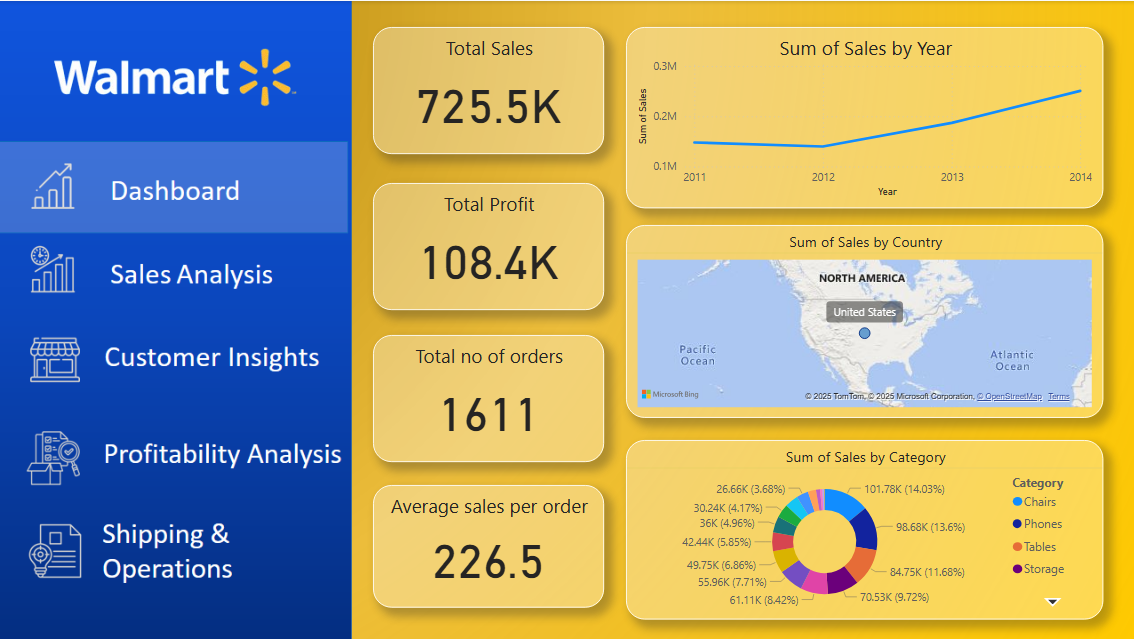 Walmart
Dashboard
Sales Analysis
Customer Insights
Profitability Analysis
Shipping &
Operations
Total Sales
725.5K
Total Profit
108.4K
Total no of orders
1611
Average sales per order
226.5
Sum of Sales by Year
Sum of Sales
0.3M
0.2M
0.1M
2011 2012 2013 2014
Year
Sum of Sales by Country
NORTH AMERICA
United States
Pacific
Ocean
Atlantic
Ocean
Microsoft Bing
© 2025 TomTom, © 2025 Microsoft Corporation, © OpenStreetMap Terms
Sum of Sales by Category
26.66K (3.68%)
30.24K (4.17%)
36K (4.96%)
42.44K (5.85%)
49.75K (6.86%)
55.96K (7.71%)
61.11K (8.42%)
101.78K (14.03%)
98.68K (13.6%)
84.75K (11.68%)
70.53K (9.72%)
Category
Chairs
Phones
Tables
Storage